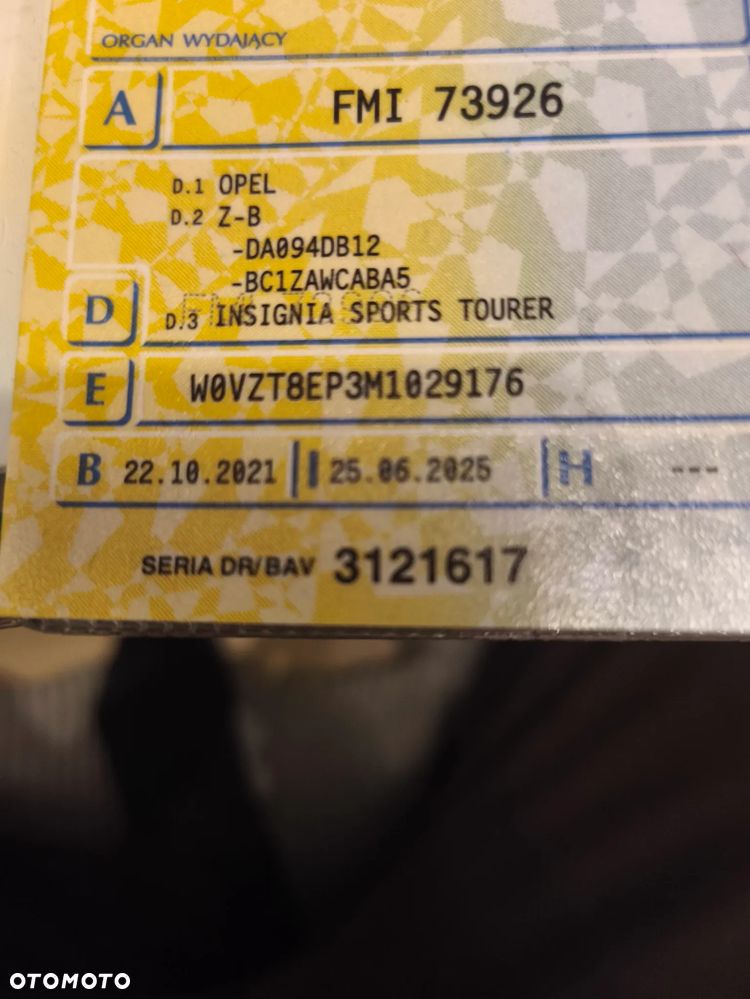 ORGAN WYDAJĄCY
A FMI 73926
D.1 OPEL
D.2 Z-B
-DA094DB12
-BC1ZAWCABA5
D D.3 INSIGNIA SPORTS TOURER
E W0VZT8EP3M1029176
B 22.10.2021 I 25.06.2025 H ---
SERIA DR/BAV 3121617
OTOMOTO